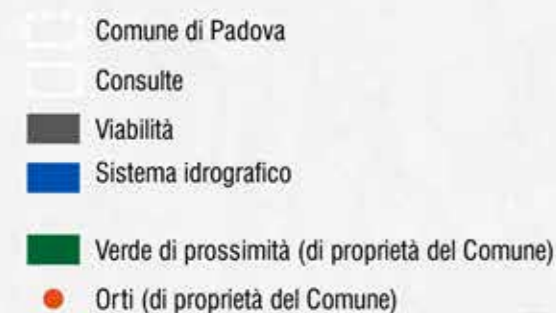 Comune di Padova
Consulte
Viabilità
Sistema idrografico
Verde di prossimità (di proprietà del Comune)
Orti (di proprietà del Comune)